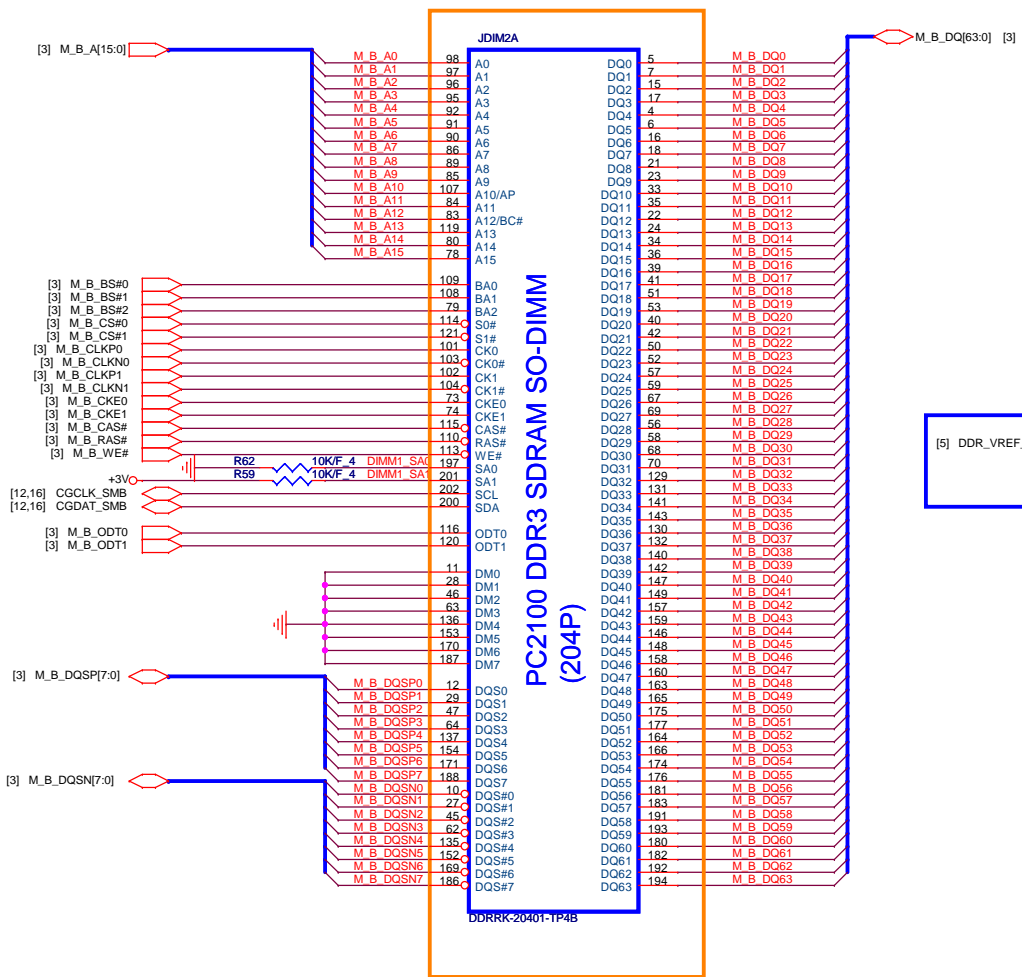 JDIM2A
[3] M_B_A[15:0]
M_B_DQ[63:0] [3]
M_B_A0 98 A0 DQ0 5 M_B_DQ0
M_B_A1 97 A1 DQ1 7 M_B_DQ1
M_B_A2 96 A2 DQ2 15 M_B_DQ2
M_B_A3 95 A3 DQ3 17 M_B_DQ3
M_B_A4 92 A4 DQ4 4 M_B_DQ4
M_B_A5 91 A5 DQ5 6 M_B_DQ5
M_B_A6 90 A6 DQ6 16 M_B_DQ6
M_B_A7 86 A7 DQ7 18 M_B_DQ7
M_B_A8 89 A8 DQ8 21 M_B_DQ8
M_B_A9 85 A9 DQ9 23 M_B_DQ9
M_B_A10 107 A10/AP DQ10 33 M_B_DQ10
M_B_A11 84 A11 DQ11 35 M_B_DQ11
M_B_A12 83 A12/BC# DQ12 22 M_B_DQ12
M_B_A13 119 A13 DQ13 24 M_B_DQ13
M_B_A14 80 A14 DQ14 34 M_B_DQ14
M_B_A15 78 A15 DQ15 36 M_B_DQ15
DQ16 39 M_B_DQ16
[3] M_B_BS#0 109 BA0 DQ17 41 M_B_DQ17
[3] M_B_BS#1 108 BA1 DQ18 51 M_B_DQ18
[3] M_B_BS#2 79 BA2 DQ19 53 M_B_DQ19
[3] M_B_CS#0 114 S0# DQ20 40 M_B_DQ20
[3] M_B_CS#1 121 S1# DQ21 42 M_B_DQ21
[3] M_B_CLKP0 101 CK0 DQ22 50 M_B_DQ22
[3] M_B_CLKN0 103 CK0# DQ23 52 M_B_DQ23
[3] M_B_CLKP1 102 CK1 DQ24 57 M_B_DQ24
[3] M_B_CLKN1 104 CK1# DQ25 59 M_B_DQ25
[3] M_B_CKE0 73 CKE0 DQ26 67 M_B_DQ26
[3] M_B_CKE1 74 CKE1 DQ27 69 M_B_DQ27
[3] M_B_CAS# 115 CAS# DQ28 56 M_B_DQ28
[3] M_B_RAS# 110 RAS# DQ29 58 M_B_DQ29
[3] M_B_WE# 113 WE# DQ30 68 M_B_DQ30
R62 10K/F_4 DIMM1_SA0 197 SA0 DQ31 70 M_B_DQ31
+3V R59 10K/F_4 DIMM1_SA1 201 SA1 DQ32 129 M_B_DQ32
[12,16] CGCLK_SMB 202 SCL DQ33 131 M_B_DQ33
[12,16] CGDAT_SMB 200 SDA DQ34 141 M_B_DQ34
DQ35 143 M_B_DQ35
[3] M_B_ODT0 116 ODT0 DQ36 130 M_B_DQ36
[3] M_B_ODT1 120 ODT1 DQ37 132 M_B_DQ37
DQ38 140 M_B_DQ38
11 DM0 DQ39 142 M_B_DQ39
28 DM1 DQ40 147 M_B_DQ40
46 DM2 DQ41 149 M_B_DQ41
63 DM3 DQ42 157 M_B_DQ42
136 DM4 DQ43 159 M_B_DQ43
153 DM5 DQ44 146 M_B_DQ44
170 DM6 DQ45 148 M_B_DQ45
187 DM7 DQ46 158 M_B_DQ46
[3] M_B_DQSP[7:0] DQ47 160 M_B_DQ47
M_B_DQSP0 12 DQS0 DQ48 163 M_B_DQ48
M_B_DQSP1 29 DQS1 DQ49 165 M_B_DQ49
M_B_DQSP2 47 DQS2 DQ50 175 M_B_DQ50
M_B_DQSP3 64 DQS3 DQ51 177 M_B_DQ51
M_B_DQSP4 137 DQS4 DQ52 164 M_B_DQ52
M_B_DQSP5 154 DQS5 DQ53 166 M_B_DQ53
M_B_DQSP6 171 DQS6 DQ54 174 M_B_DQ54
M_B_DQSP7 188 DQS7 DQ55 176 M_B_DQ55
[3] M_B_DQSN[7:0]
M_B_DQSN0 10 DQS#0 DQ56 181 M_B_DQ56
M_B_DQSN1 27 DQS#1 DQ57 183 M_B_DQ57
M_B_DQSN2 45 DQS#2 DQ58 191 M_B_DQ58
M_B_DQSN3 62 DQS#3 DQ59 193 M_B_DQ59
M_B_DQSN4 135 DQS#4 DQ60 180 M_B_DQ60
M_B_DQSN5 152 DQS#5 DQ61 182 M_B_DQ61
M_B_DQSN6 169 DQS#6 DQ62 192 M_B_DQ62
M_B_DQSN7 186 DQS#7 DQ63 194 M_B_DQ63
PC2100 DDR3 SDRAM SO-DIMM
(204P)
DDRRK-20401-TP4B
[5] DDR_VREF_